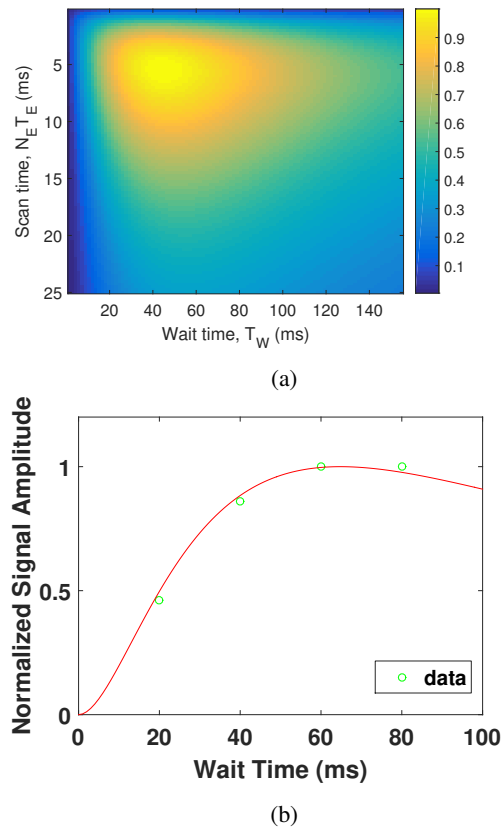 5
10
15
20
25
Scan time, N_E T_E (ms)
20 40 60 80 100 120 140
Wait time, T_W (ms)
0.9
0.8
0.7
0.6
0.5
0.4
0.3
0.2
0.1
(a)
Normalized Signal Amplitude
1
0.5
0
data
0 20 40 60 80 100
Wait Time (ms)
(b)